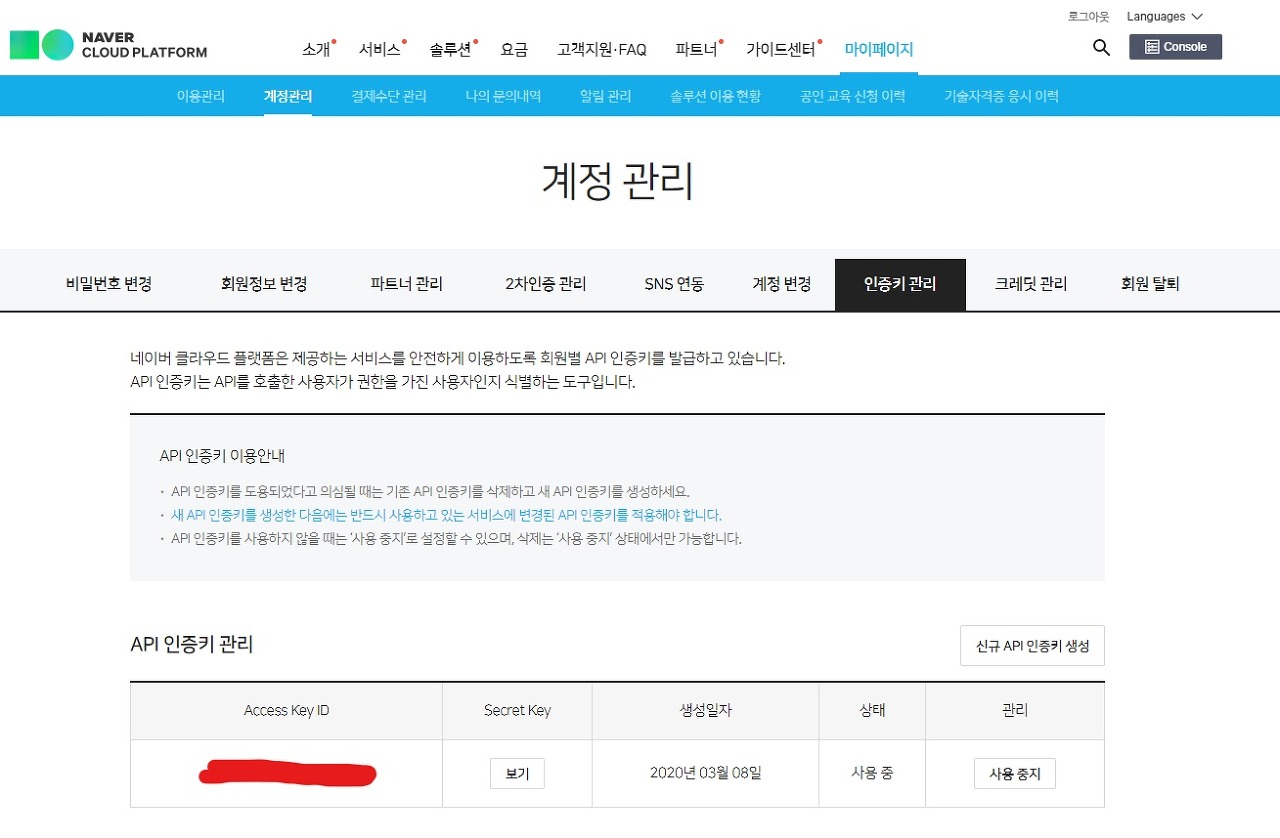 로그아웃 Languages
NAVER
CLOUD PLATFORM
소개 서비스 솔루션 요금 고객지원·FAQ 파트너 가이드센터 마이페이지 Console
이용관리 계정관리 결제수단 관리 나의 문의내역 알림 관리 솔루션 이용 현황 공인 교육 신청 이력 기술자격증 응시 이력
계정 관리
비밀번호 변경 회원정보 변경 파트너 관리 2차인증 관리 SNS 연동 계정 변경 인증키 관리 크레딧 관리 회원 탈퇴
네이버 클라우드 플랫폼은 제공하는 서비스를 안전하게 이용하도록 회원별 API 인증키를 발급하고 있습니다.
API 인증키는 API를 호출한 사용자가 권한을 가진 사용자인지 식별하는 도구입니다.
API 인증키 이용안내
· API 인증키를 도용되었다고 의심될 때는 기존 API 인증키를 삭제하고 새 API 인증키를 생성하세요.
· 새 API 인증키를 생성한 다음에는 반드시 사용하고 있는 서비스에 변경된 API 인증키를 적용해야 합니다.
· API 인증키를 사용하지 않을 때는 '사용 중지'로 설정할 수 있으며, 삭제는 '사용 중지' 상태에서만 가능합니다.
API 인증키 관리 신규 API 인증키 생성
Access Key ID Secret Key 생성일자 상태 관리
보기 2020년 03월 08일 사용 중 사용 중지